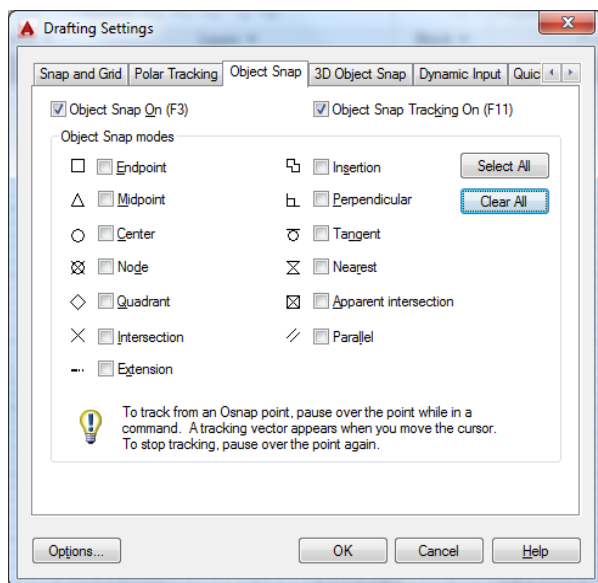 Drafting Settings
Snap and Grid Polar Tracking Object Snap 3D Object Snap Dynamic Input Quic
Object Snap On (F3) Object Snap Tracking On (F11)
Object Snap modes
Endpoint Insertion Select All
Midpoint Perpendicular Clear All
Center Tangent
Node Nearest
Quadrant Apparent intersection
Intersection Parallel
Extension
To track from an Osnap point, pause over the point while in a
command. A tracking vector appears when you move the cursor.
To stop tracking, pause over the point again.
Options... OK Cancel Help